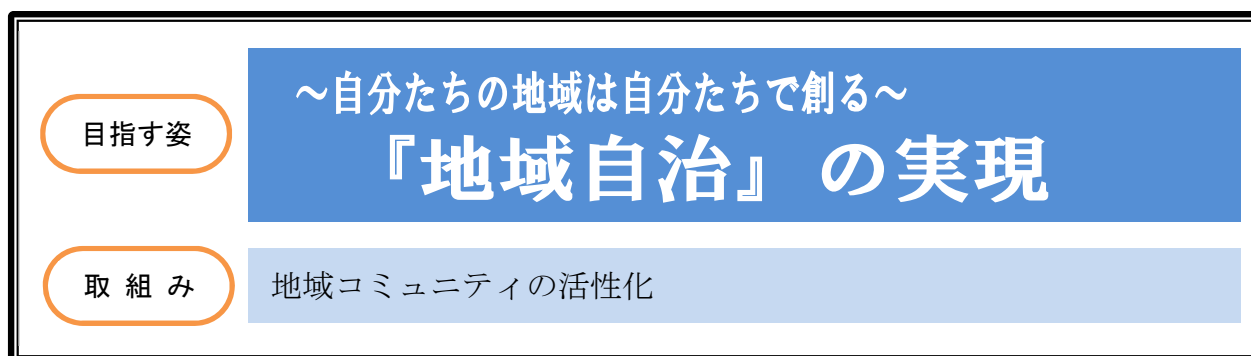 目指す姿
～自分たちの地域は自分たちで創る～
『地域自治』の実現
取組み
地域コミュニティの活性化